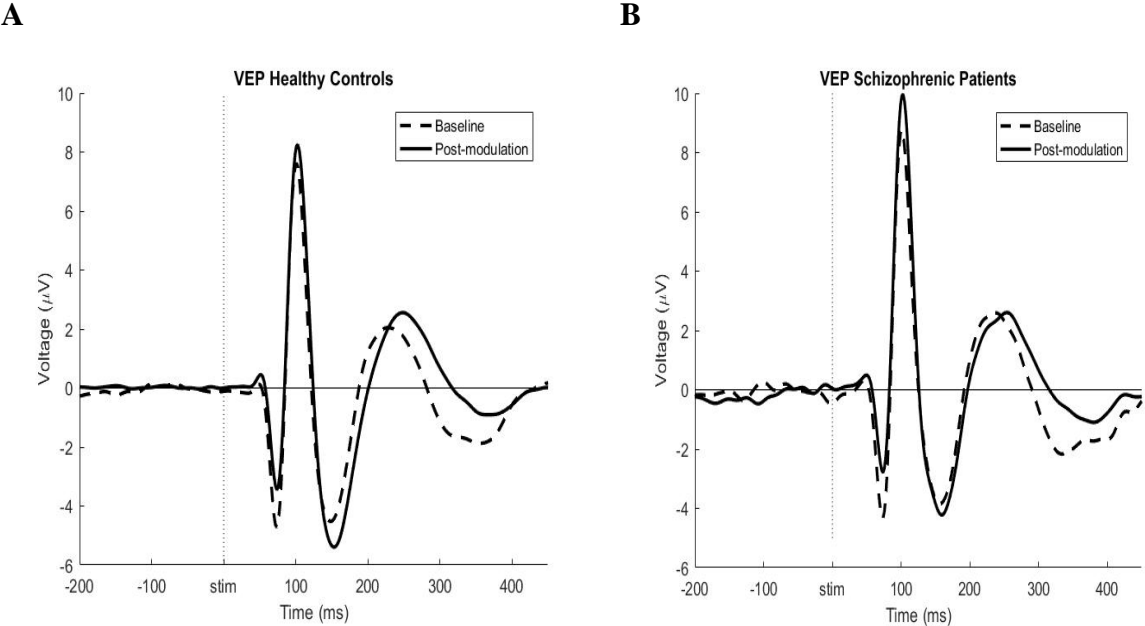 A
VEP Healthy Controls
10
8
6
4
2
0
-2
-4
-6
Voltage (μV)
Baseline
Post-modulation
-200 -100 stim 100 200 300 400
Time (ms)
B
VEP Schizophrenic Patients
10
8
6
4
2
0
-2
-4
-6
Voltage (μV)
Baseline
Post-modulation
-200 -100 stim 100 200 300 400
Time (ms)